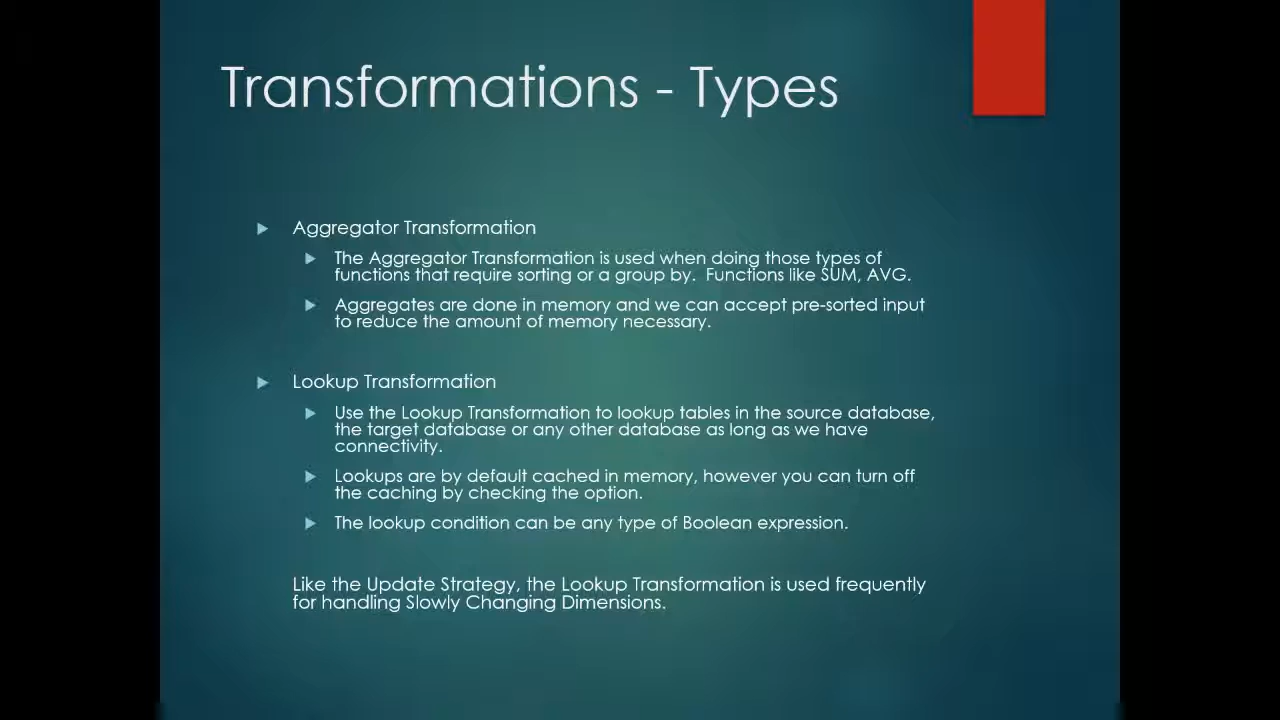 Transformations - Types
Aggregator Transformation
The Aggregator Transformation is used when doing those types of
functions that require sorting or a group by.  Functions like SUM, AVG.
Aggregates are done in memory and we can accept pre-sorted input
to reduce the amount of memory necessary.
Lookup Transformation
Use the Lookup Transformation to lookup tables in the source database,
the target database or any other database as long as we have
connectivity.
Lookups are by default cached in memory, however you can turn off
the caching by checking the option.
The lookup condition can be any type of Boolean expression.
Like the Update Strategy, the Lookup Transformation is used frequently
for handling Slowly Changing Dimensions.